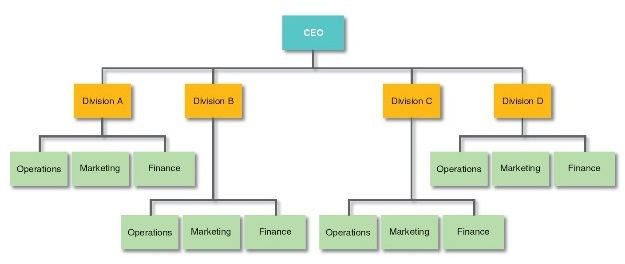 CEO
Division A
Division B
Division C
Division D
Operations
Marketing
Finance
Operations
Marketing
Finance
Operations
Marketing
Finance
Operations
Marketing
Finance